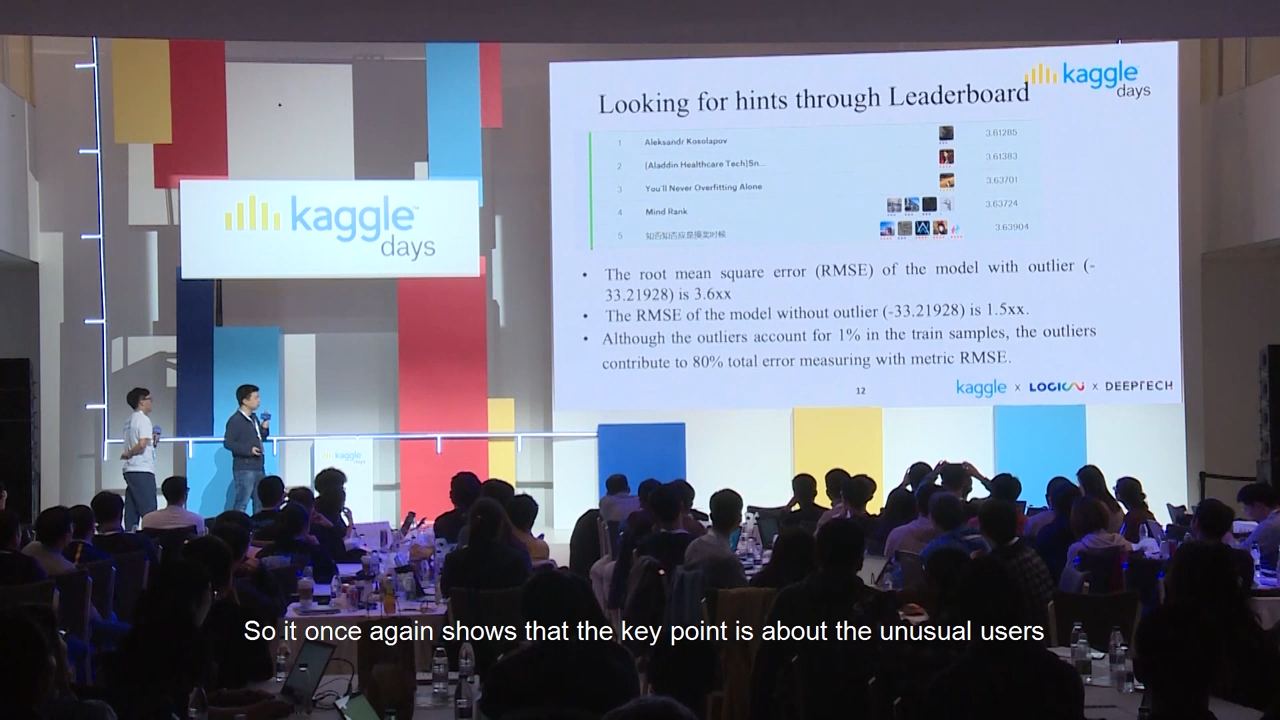 kaggle
days
Looking for hints through Leaderboard
1 Aleksandr Kosolapov 3.61285
2 [Aladdin Healthcare Tech]Sn... 3.61383
3 You'll Never Overfitting Alone 3.63701
4 Mind Rank 3.63724
5 知否知否应是摸奖时候 3.63904
• The root mean square error (RMSE) of the model with outlier (-
33.21928) is 3.6xx
• The RMSE of the model without outlier (-33.21928) is 1.5xx.
• Although the outliers account for 1% in the train samples, the outliers
contribute to 80% total error measuring with metric RMSE.
12
kaggle x LOGIC x DEEPTECH
kaggle
days
kaggle
days
So it once again shows that the key point is about the unusual users